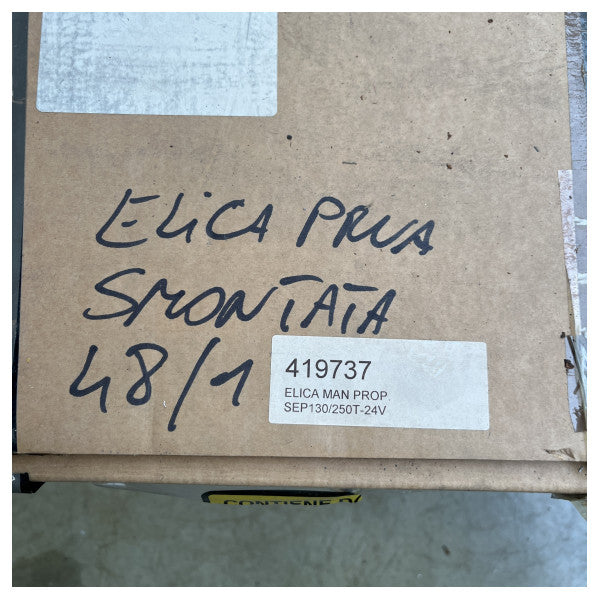 ELICA PRUA
SMONTATA
48/1
419737
ELICA MAN PROP.
SEP130/250T-24V
CONTIENE